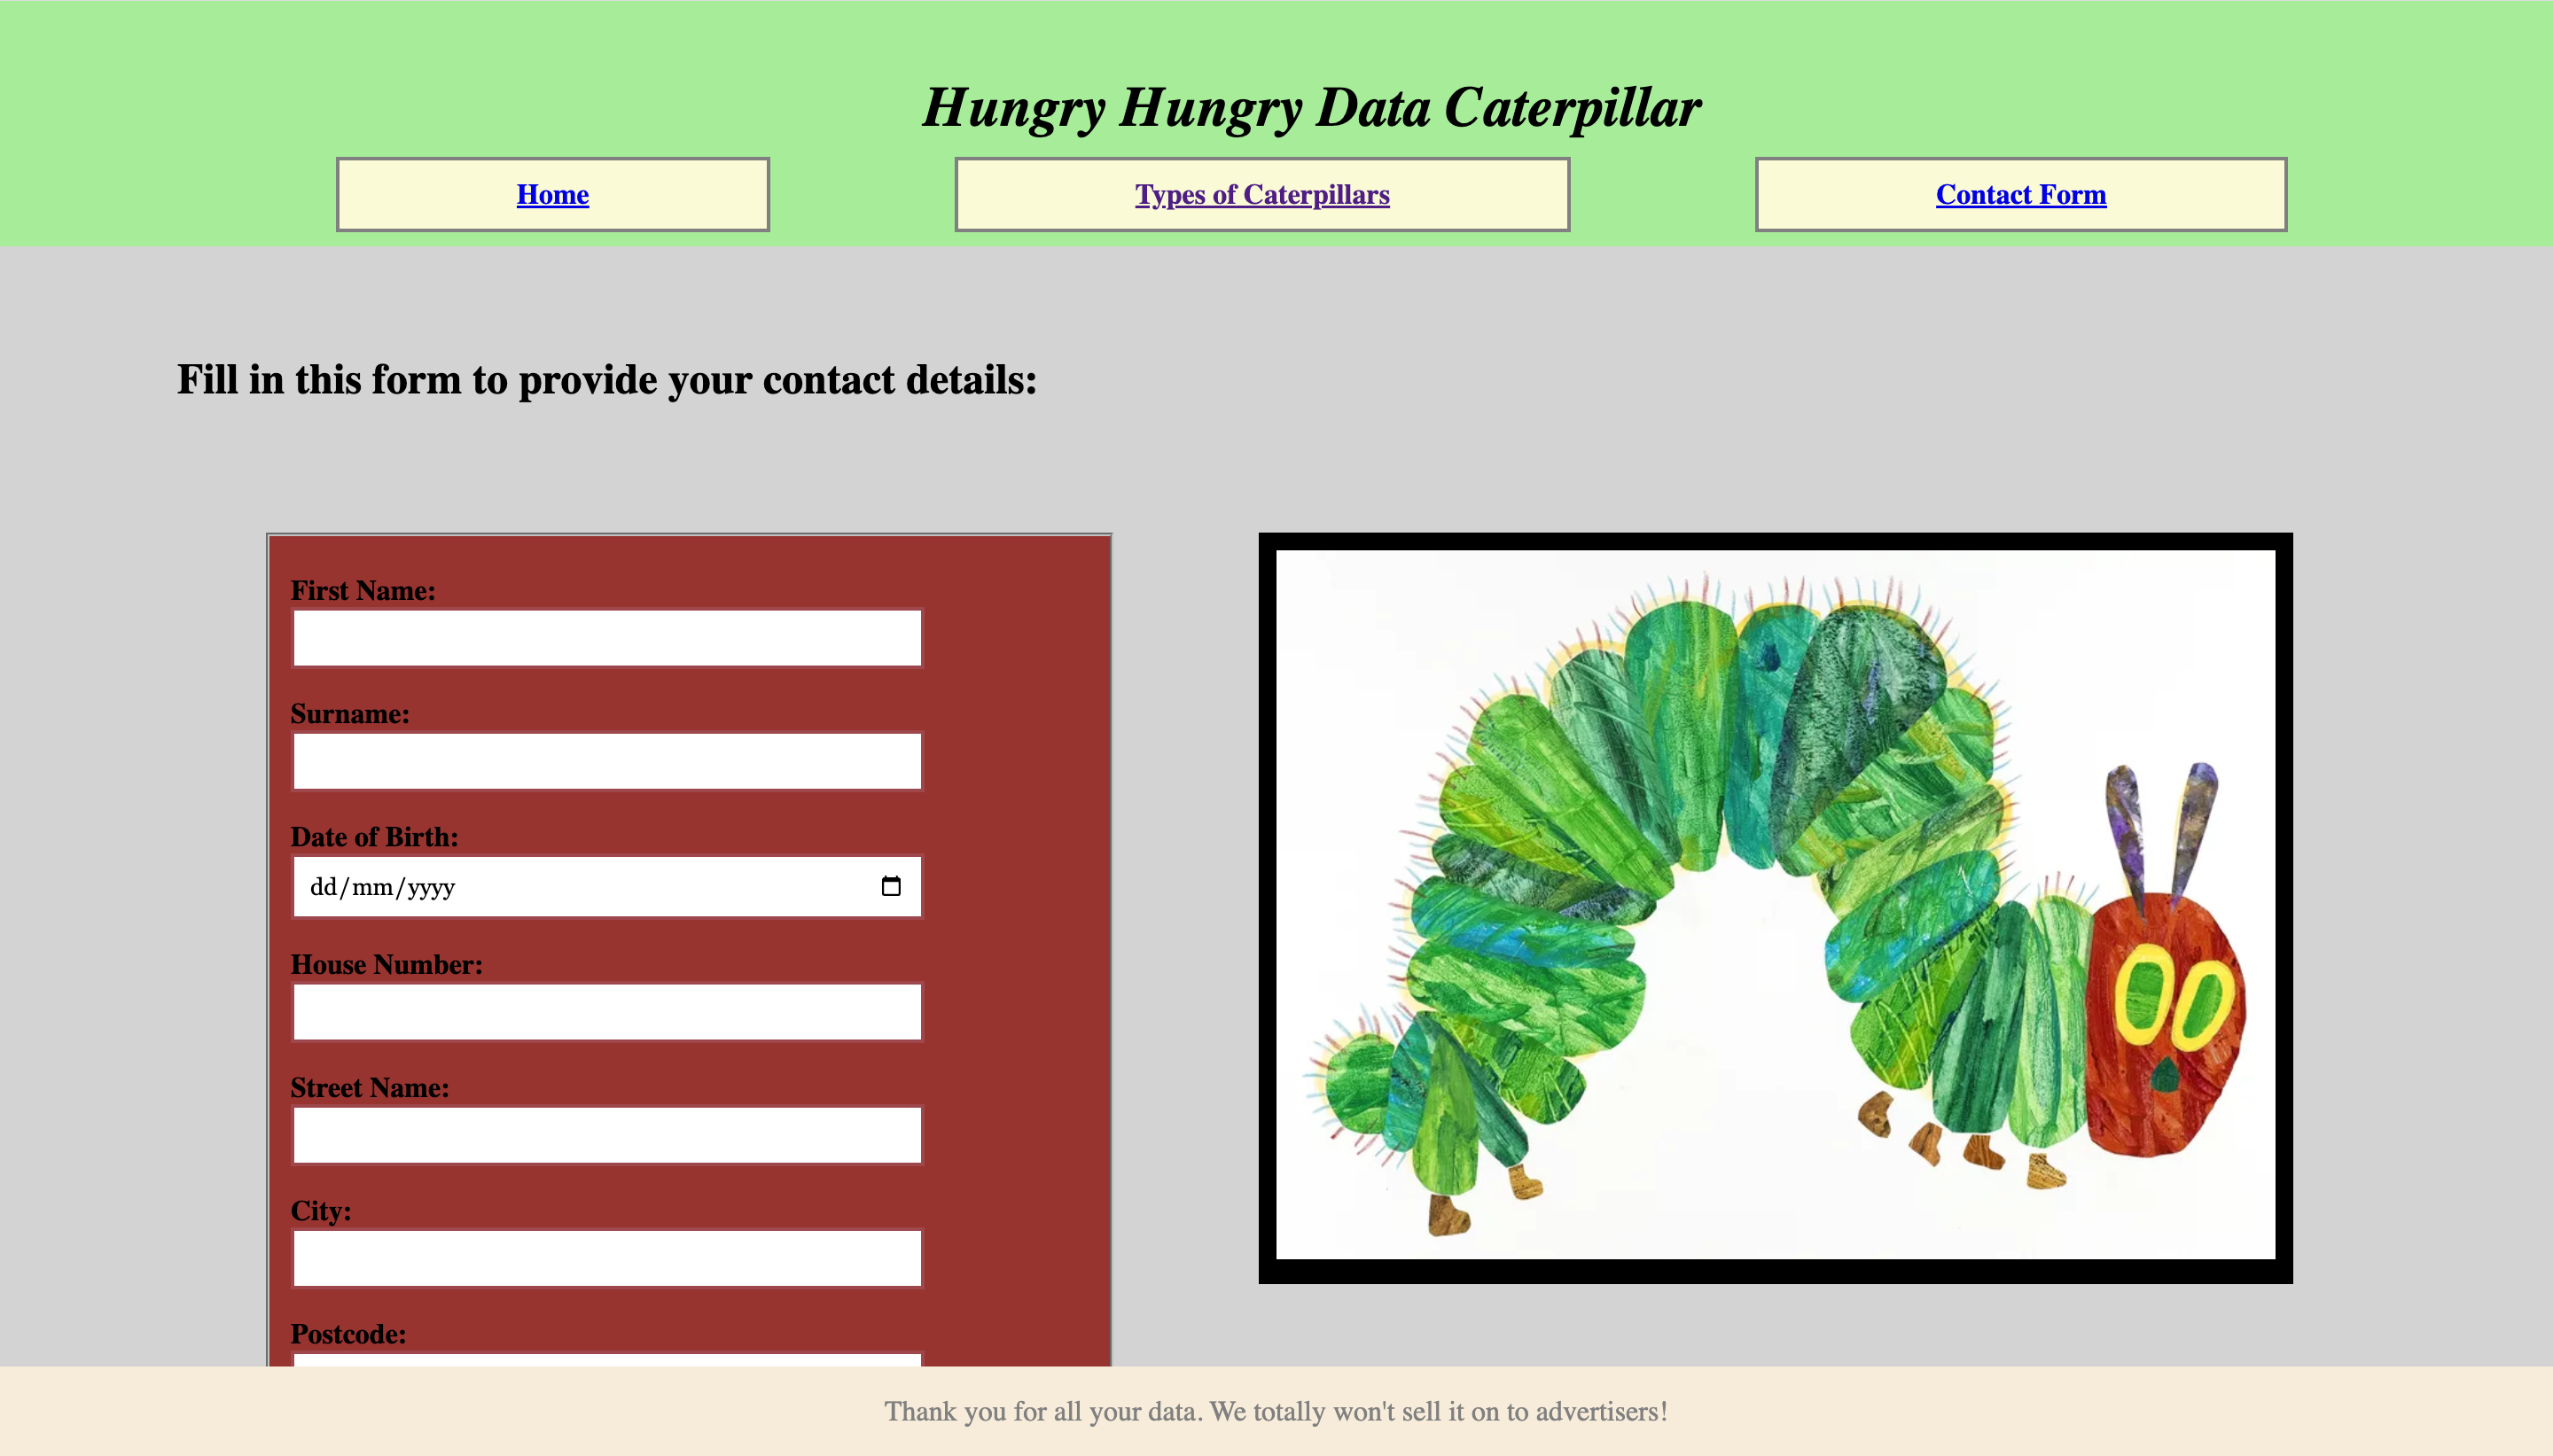 Hungry Hungry Data Caterpillar
Home
Types of Caterpillars
Contact Form
Fill in this form to provide your contact details:
First Name:
Surname:
Date of Birth:
dd/mm/yyyy
House Number:
Street Name:
City:
Postcode:
Thank you for all your data. We totally won't sell it on to advertisers!